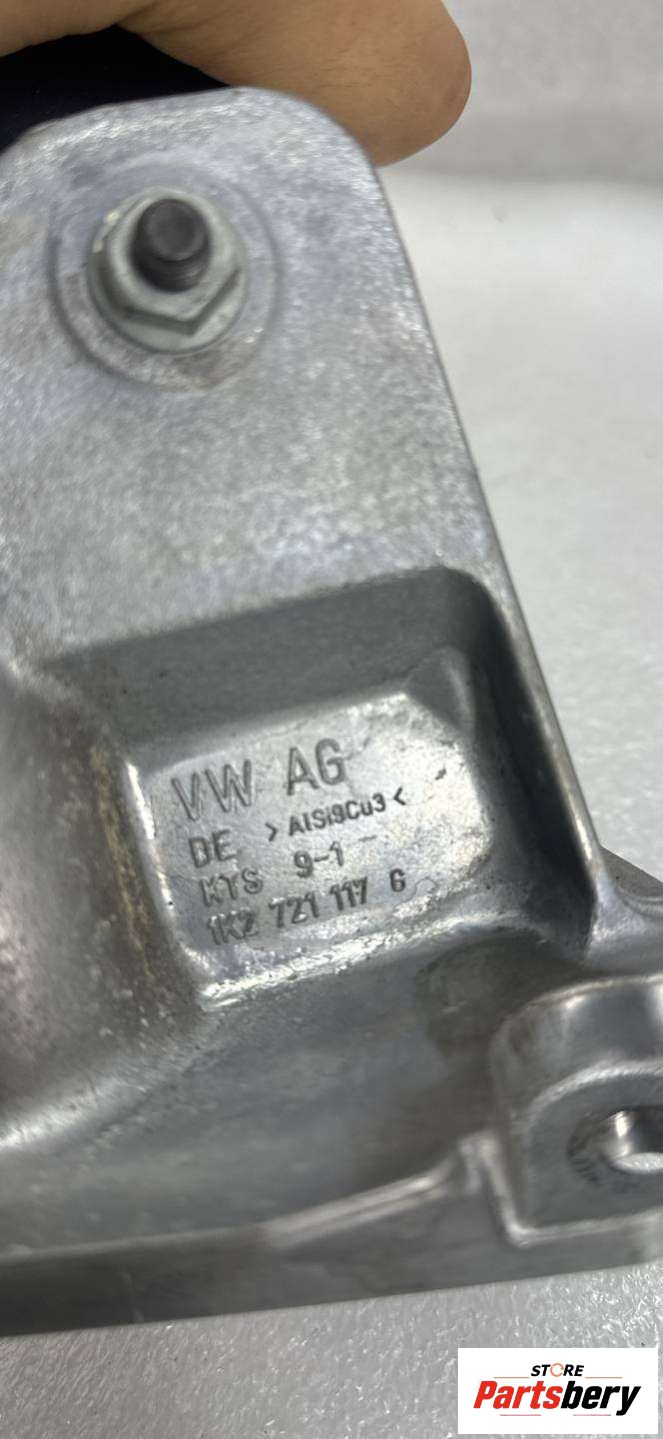 VW AG
DE >AlSi9Cu3<
KTS 9-1
1K2 721 117 G
STORE
Partsbery